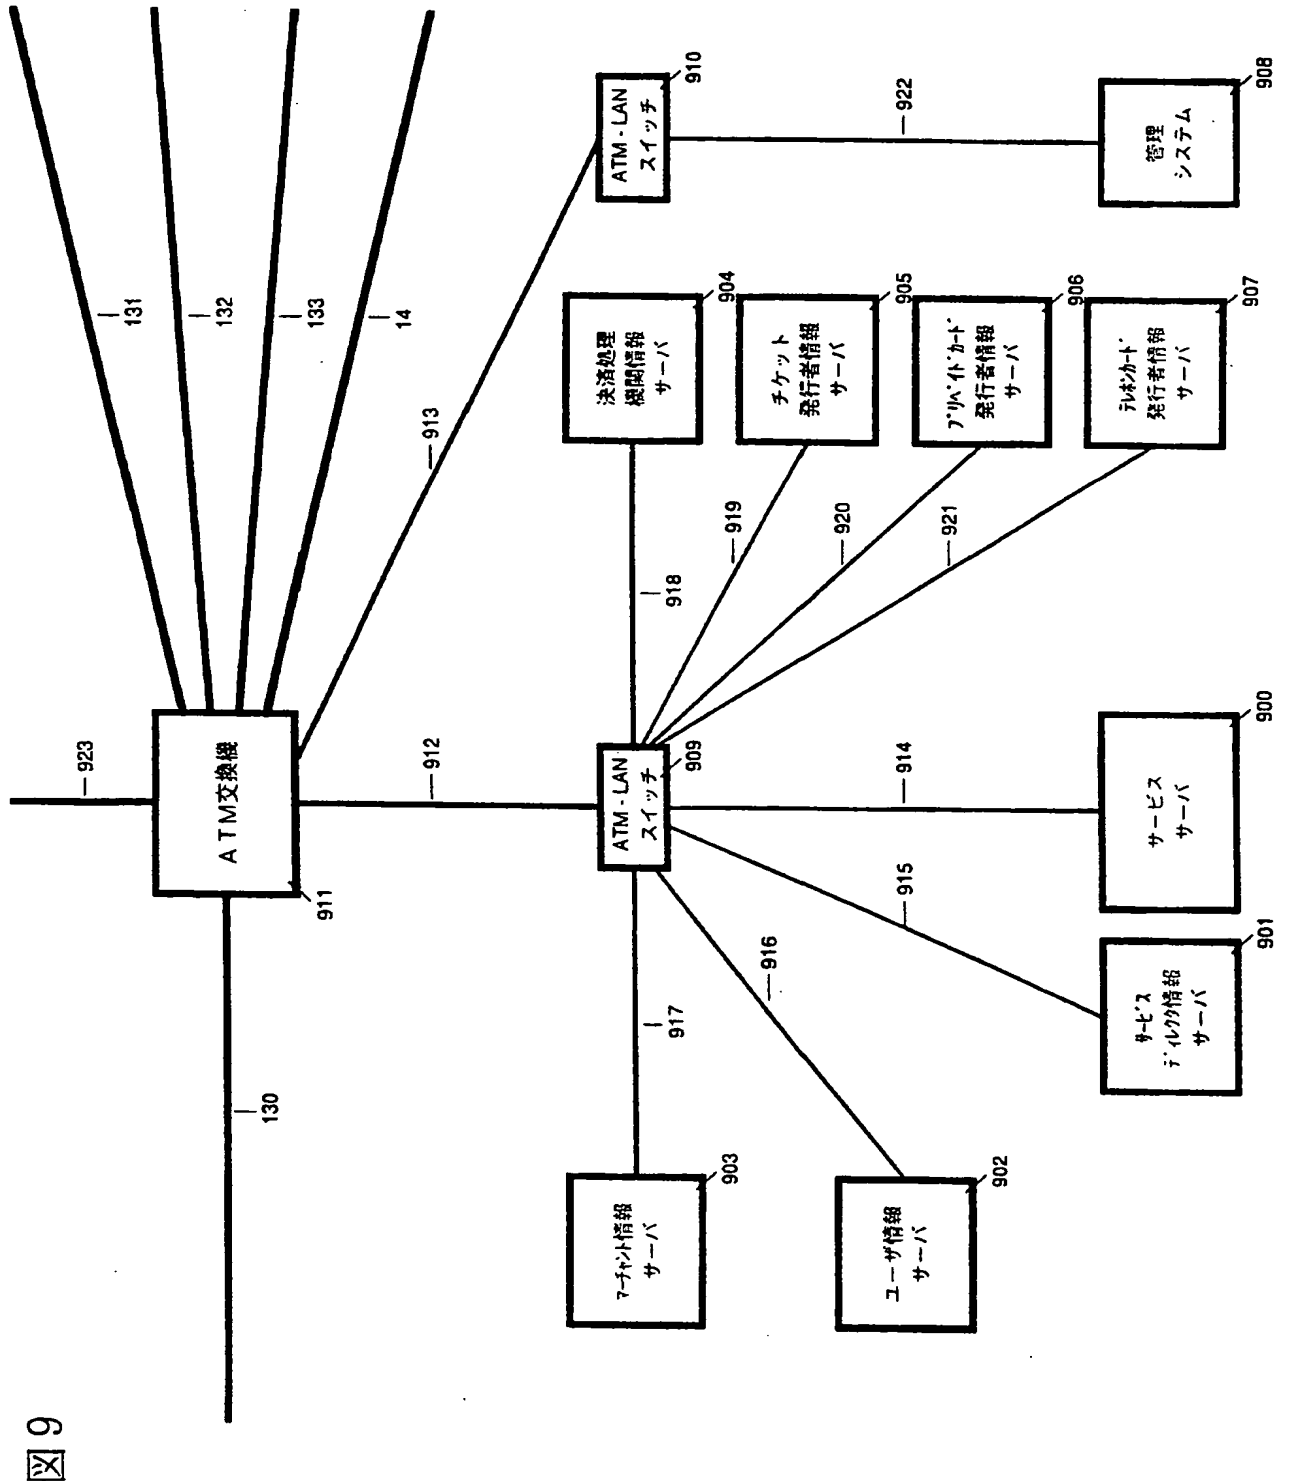 図9
923
130
ATM交換機
911
131
132
133
14
912
913
ATM-LAN
スイッチ
909
ATM-LAN
スイッチ
910
917
916
915
914
918
919
920
921
922
マーチャント情報
サーバ
903
ユーザ情報
サーバ
902
サービス
ディレクタ情報
サーバ
901
サービス
サーバ
900
決済処理
機関情報
サーバ
904
チケット
発行者情報
サーバ
905
プリペイドカード
発行者情報
サーバ
906
テレホンカード
発行者情報
サーバ
907
管理
システム
908